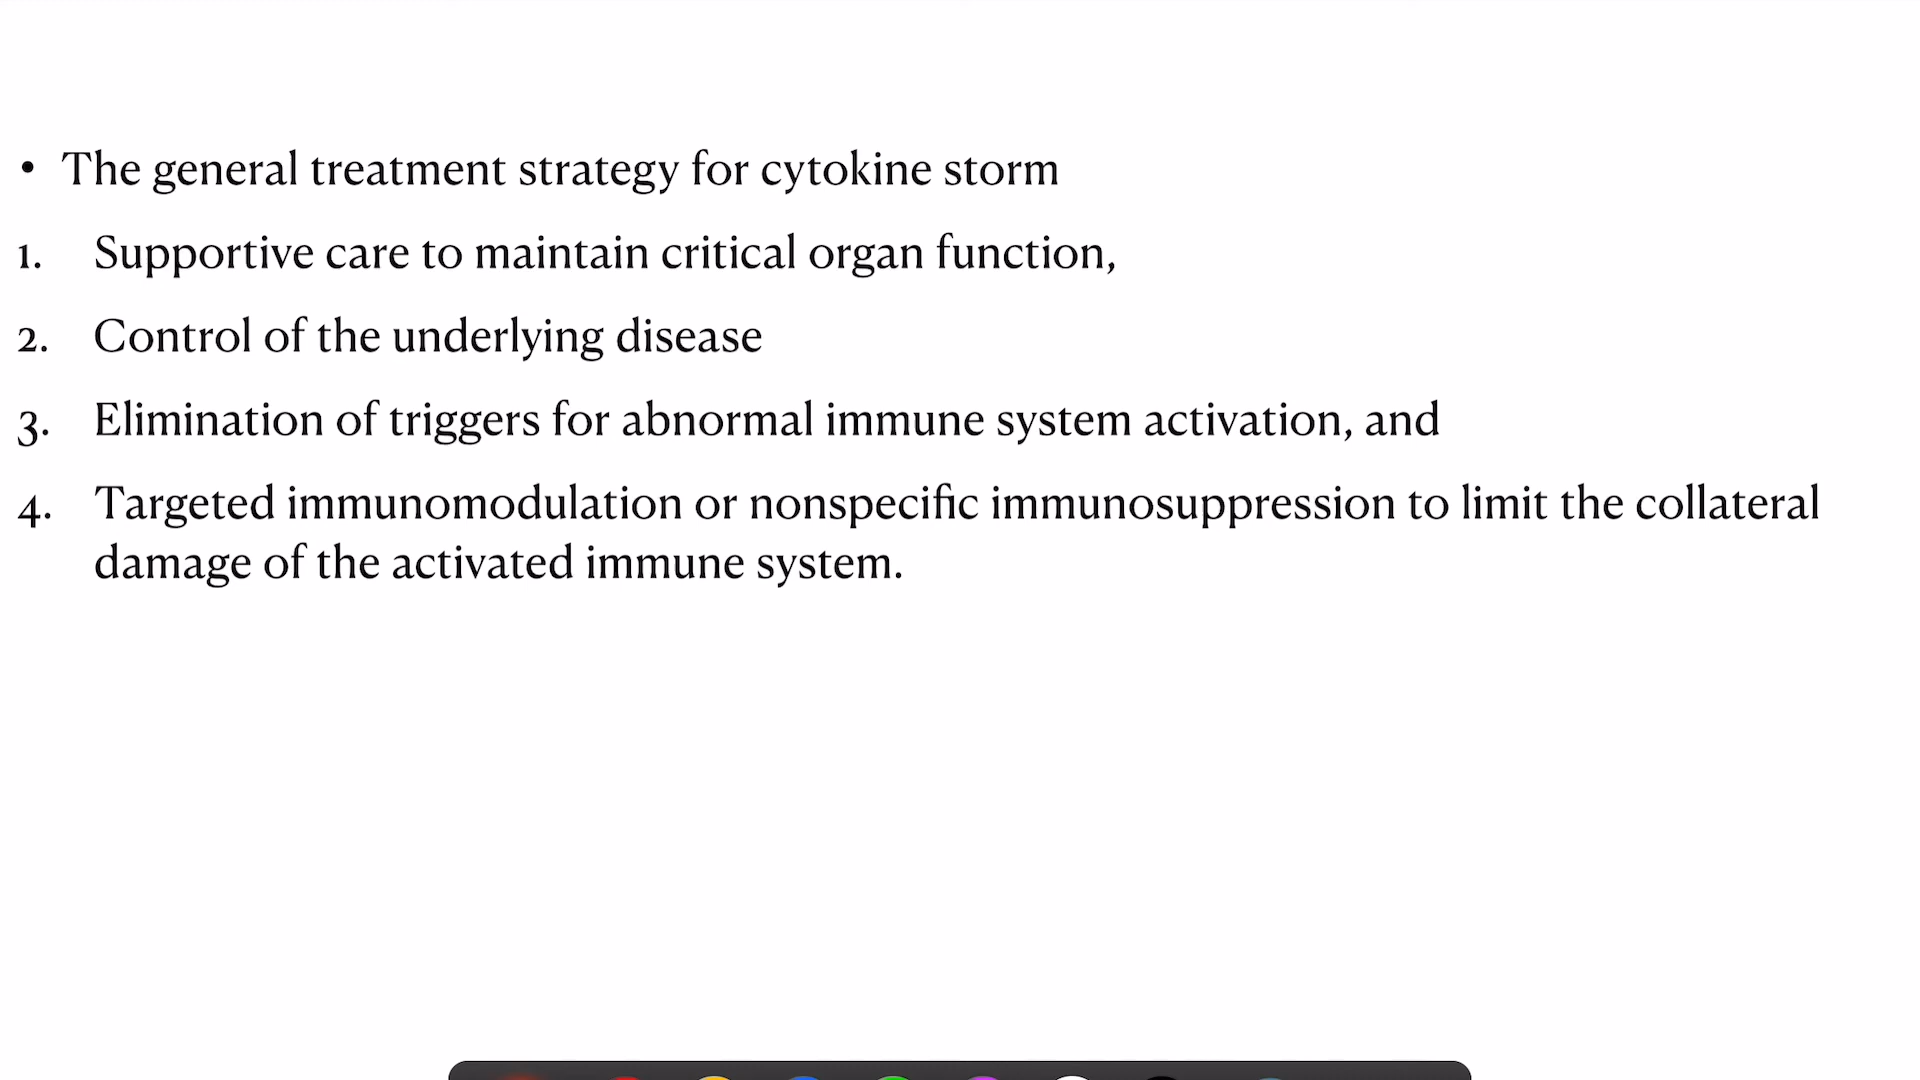 • The general treatment strategy for cytokine storm
1. Supportive care to maintain critical organ function,
2. Control of the underlying disease
3. Elimination of triggers for abnormal immune system activation, and
4. Targeted immunomodulation or nonspecific immunosuppression to limit the collateral
damage of the activated immune system.